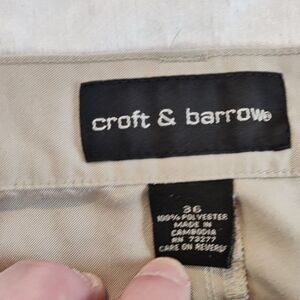 croft & barrow®
36
100% POLYESTER
MADE IN
CAMBODIA
RN 73277
CARE ON REVERSE